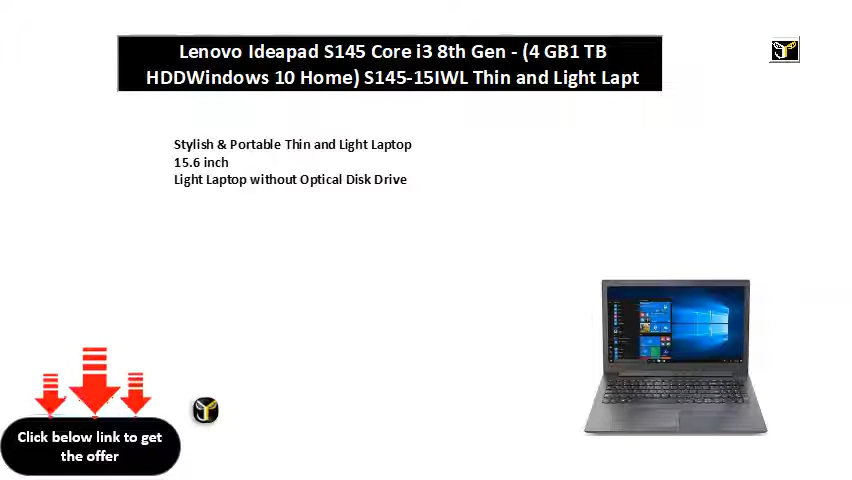 Lenovo Ideapad S145 Core i3 8th Gen - (4 GB1 TB
HDDWindows 10 Home) S145-15IWL Thin and Light Lapt
Stylish & Portable Thin and Light Laptop
15.6 inch
Light Laptop without Optical Disk Drive
Click below link to get
the offer